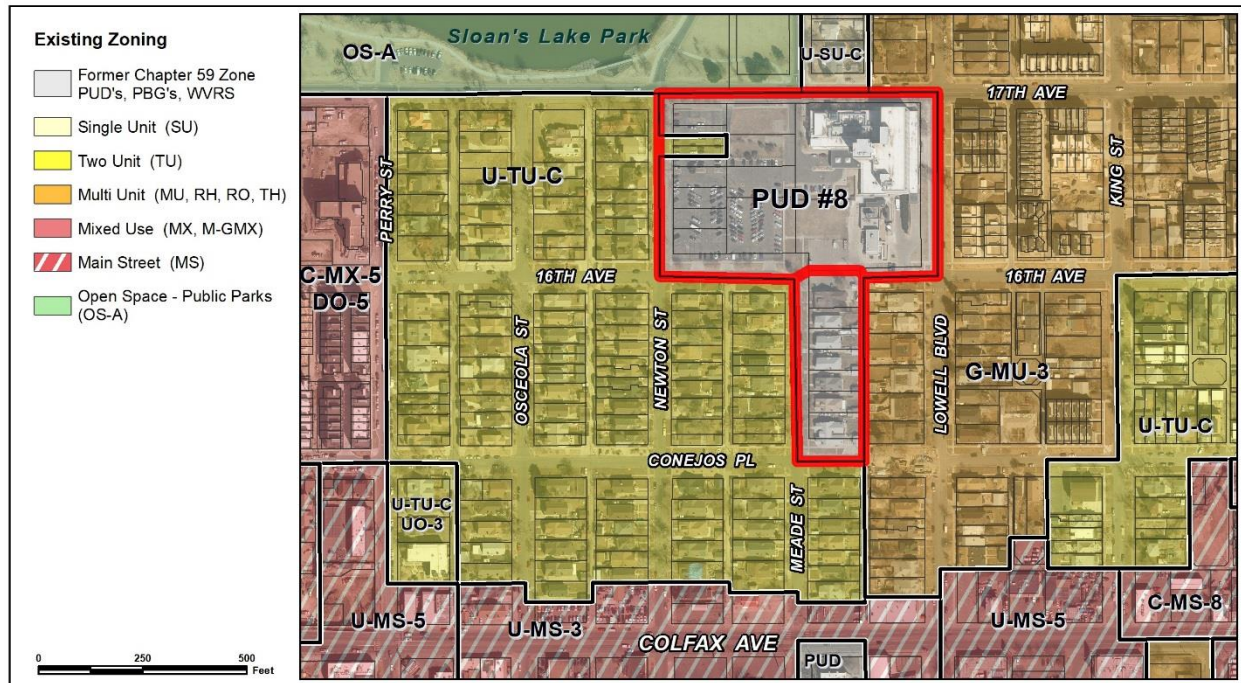 Existing Zoning
Former Chapter 59 Zone
PUD's, PBG's, WVRS
Single Unit (SU)
Two Unit (TU)
Multi Unit (MU, RH, RO, TH)
Mixed Use (MX, M-GMX)
Main Street (MS)
Open Space - Public Parks
(OS-A)
0 250 500
Feet
Sloan's Lake Park
OS-A
U-SU-C
17TH AVE
PERRY ST
U-TU-C
PUD #8
KING ST
C-MX-5
DO-5
16TH AVE
16TH AVE
OSCEOLA ST
NEWTON ST
LOWELL BLVD
G-MU-3
U-TU-C
CONEJOS PL
U-TU-C
UO-3
MEADE ST
U-MS-5
U-MS-3
COLFAX AVE
PUD
U-MS-5
C-MS-8